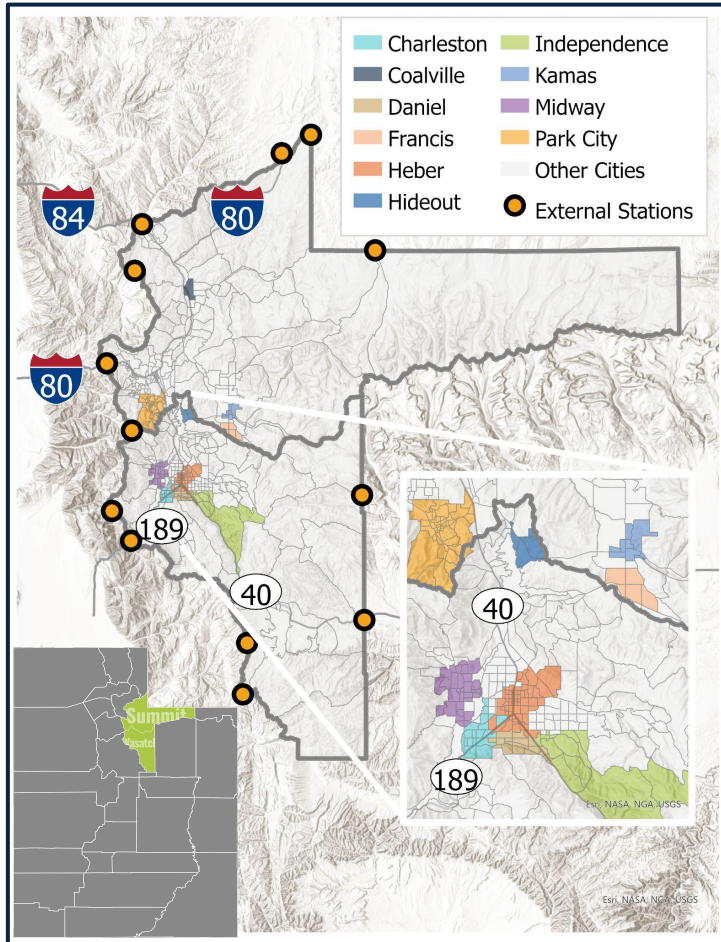 Charleston
Coalville
Daniel
Francis
Heber
Hideout
Independence
Kamas
Midway
Park City
Other Cities
External Stations
84
80
80
189
40
40
189
Esri, NASA, NGA, USGS
Summit
Wasatch
Esri, NASA, NGA, USGS